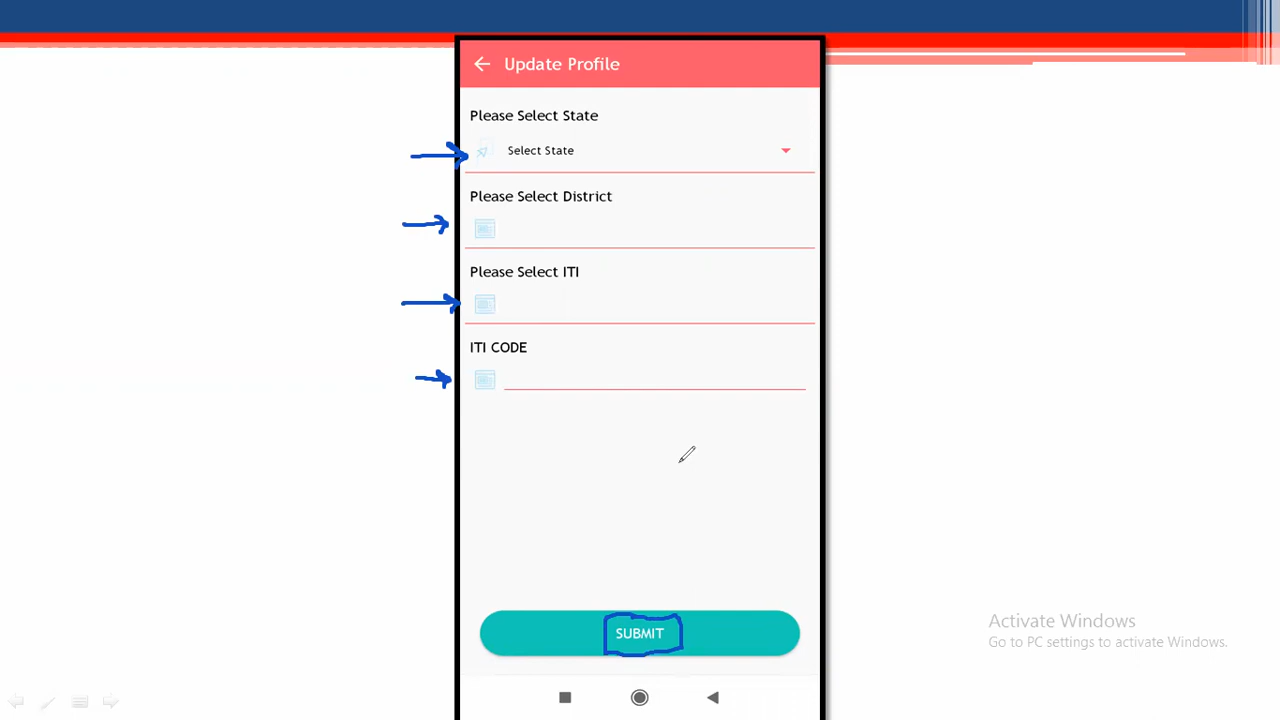 Update Profile
Please Select State
Select State
Please Select District
Please Select ITI
ITI CODE
SUBMIT
Activate Windows
Go to PC settings to activate Windows.